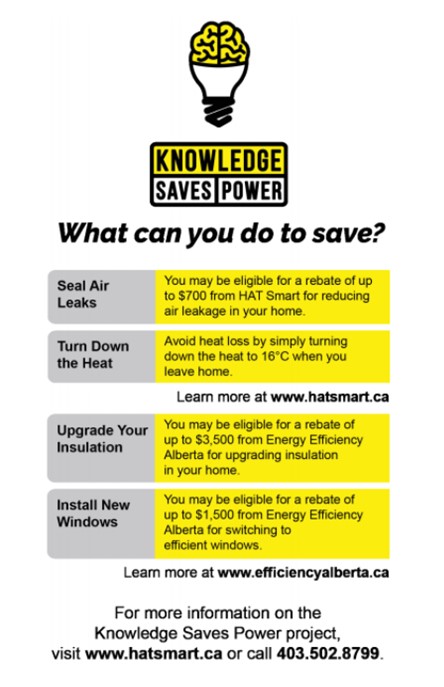 KNOWLEDGE
SAVES POWER
What can you do to save?
Seal Air
Leaks
You may be eligible for a rebate of up
to $700 from HAT Smart for reducing
air leakage in your home.
Turn Down
the Heat
Avoid heat loss by simply turning
down the heat to 16°C when you
leave home.
Learn more at www.hatsmart.ca
Upgrade Your
Insulation
You may be eligible for a rebate of
up to $3,500 from Energy Efficiency
Alberta for upgrading insulation
in your home.
Install New
Windows
You may be eligible for a rebate of
up to $1,500 from Energy Efficiency
Alberta for switching to
efficient windows.
Learn more at www.efficiencyalberta.ca
For more information on the
Knowledge Saves Power project,
visit www.hatsmart.ca or call 403.502.8799.